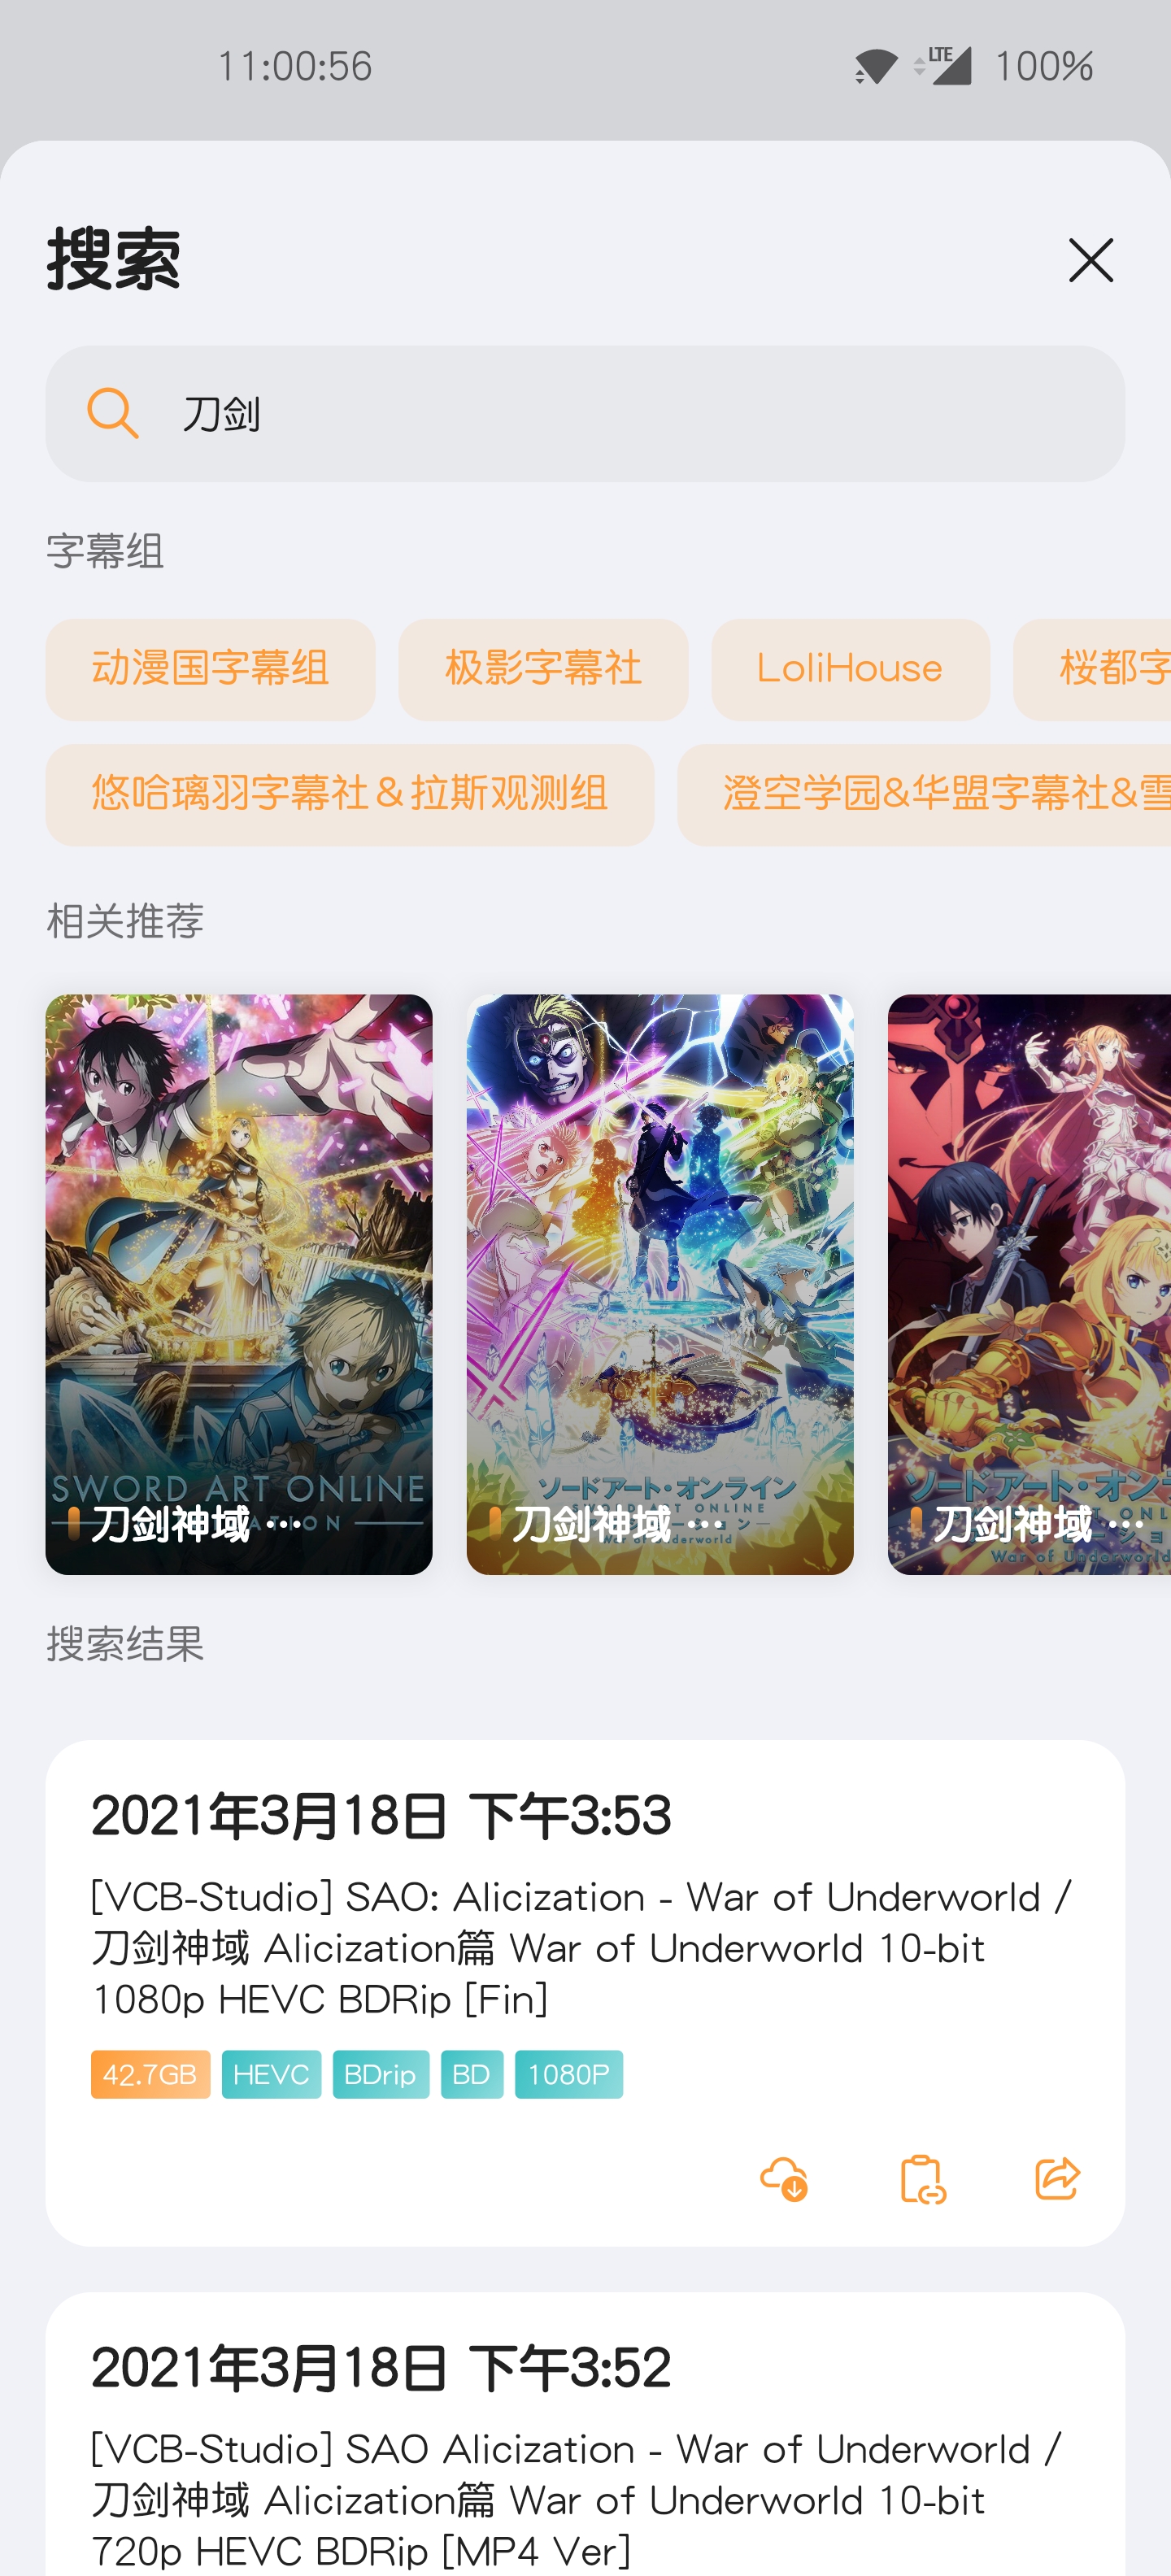 11:00:56 LTE 100%
搜索
刀剑
字幕组
动漫国字幕组 极影字幕社 LoliHouse 桜都字
悠哈璃羽字幕社＆拉斯观测组 澄空学园&华盟字幕社&雪
相关推荐
SWORD ART ONLINE
刀剑神域 ...
ソードアート・オンライン
刀剑神域 ...
War of Underworld
ソードアート・オン
刀剑神域 ...
War of Underworld
搜索结果
2021年3月18日 下午3:53
[VCB-Studio] SAO: Alicization - War of Underworld /
刀剑神域 Alicization篇 War of Underworld 10-bit
1080p HEVC BDRip [Fin]
42.7GB HEVC BDrip BD 1080P
2021年3月18日 下午3:52
[VCB-Studio] SAO Alicization - War of Underworld /
刀剑神域 Alicization篇 War of Underworld 10-bit
720p HEVC BDRip [MP4 Ver]